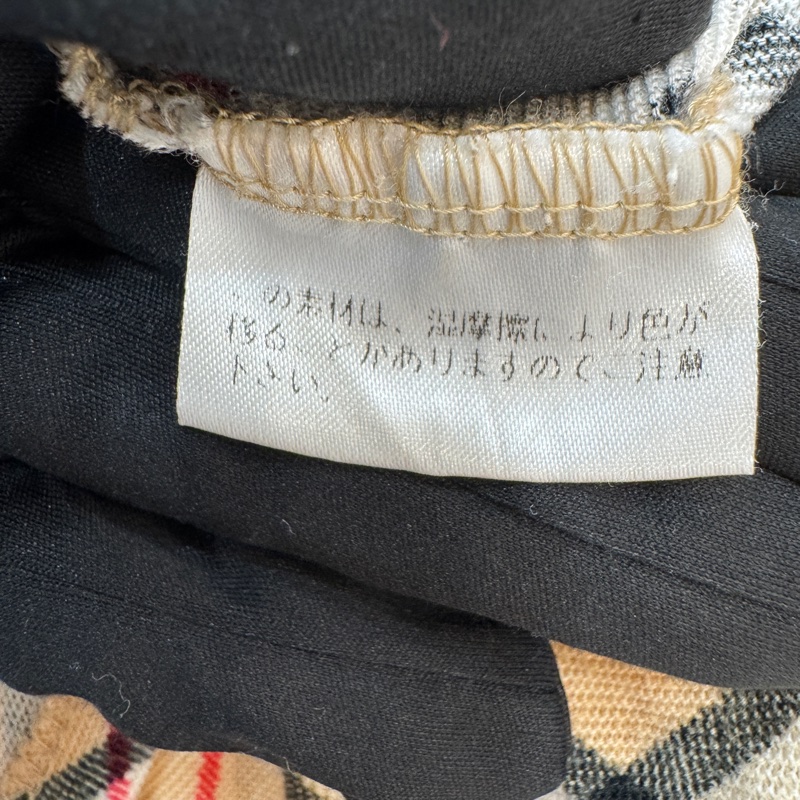 この素材は、湿摩擦により色が
移ることがありますのでご注意
下さい。